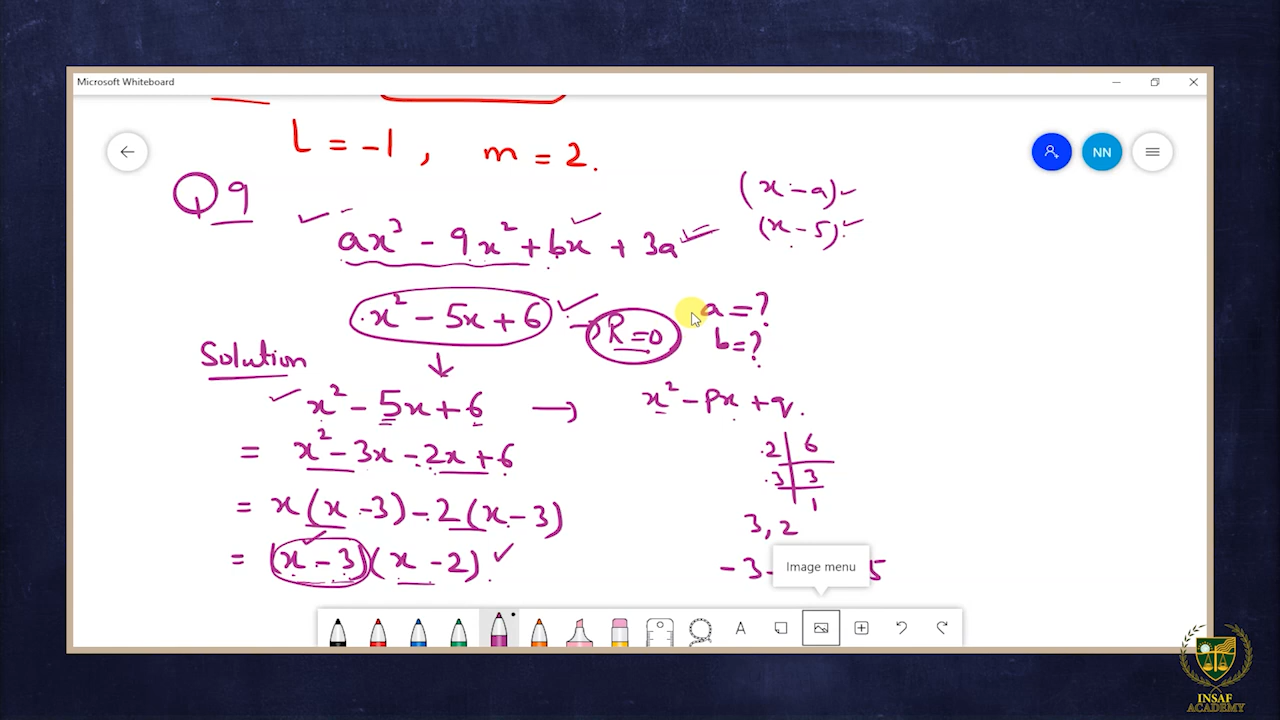 Microsoft Whiteboard
l = -1 , m = 2.
NN
Q9
(x - a)
(x - 5)
ax³ - 9x² + bx + 3a
x² - 5x + 6 → R = 0
a = ?
b = ?
Solution
x² - 5x + 6 → x² - px + q.
= x² - 3x - 2x + 6
2 | 6
3 | 3
1
= x(x - 3) - 2(x - 3)
3, 2
= (x - 3)(x - 2)
-3
5
Image menu
A
INSAF
ACADEMY